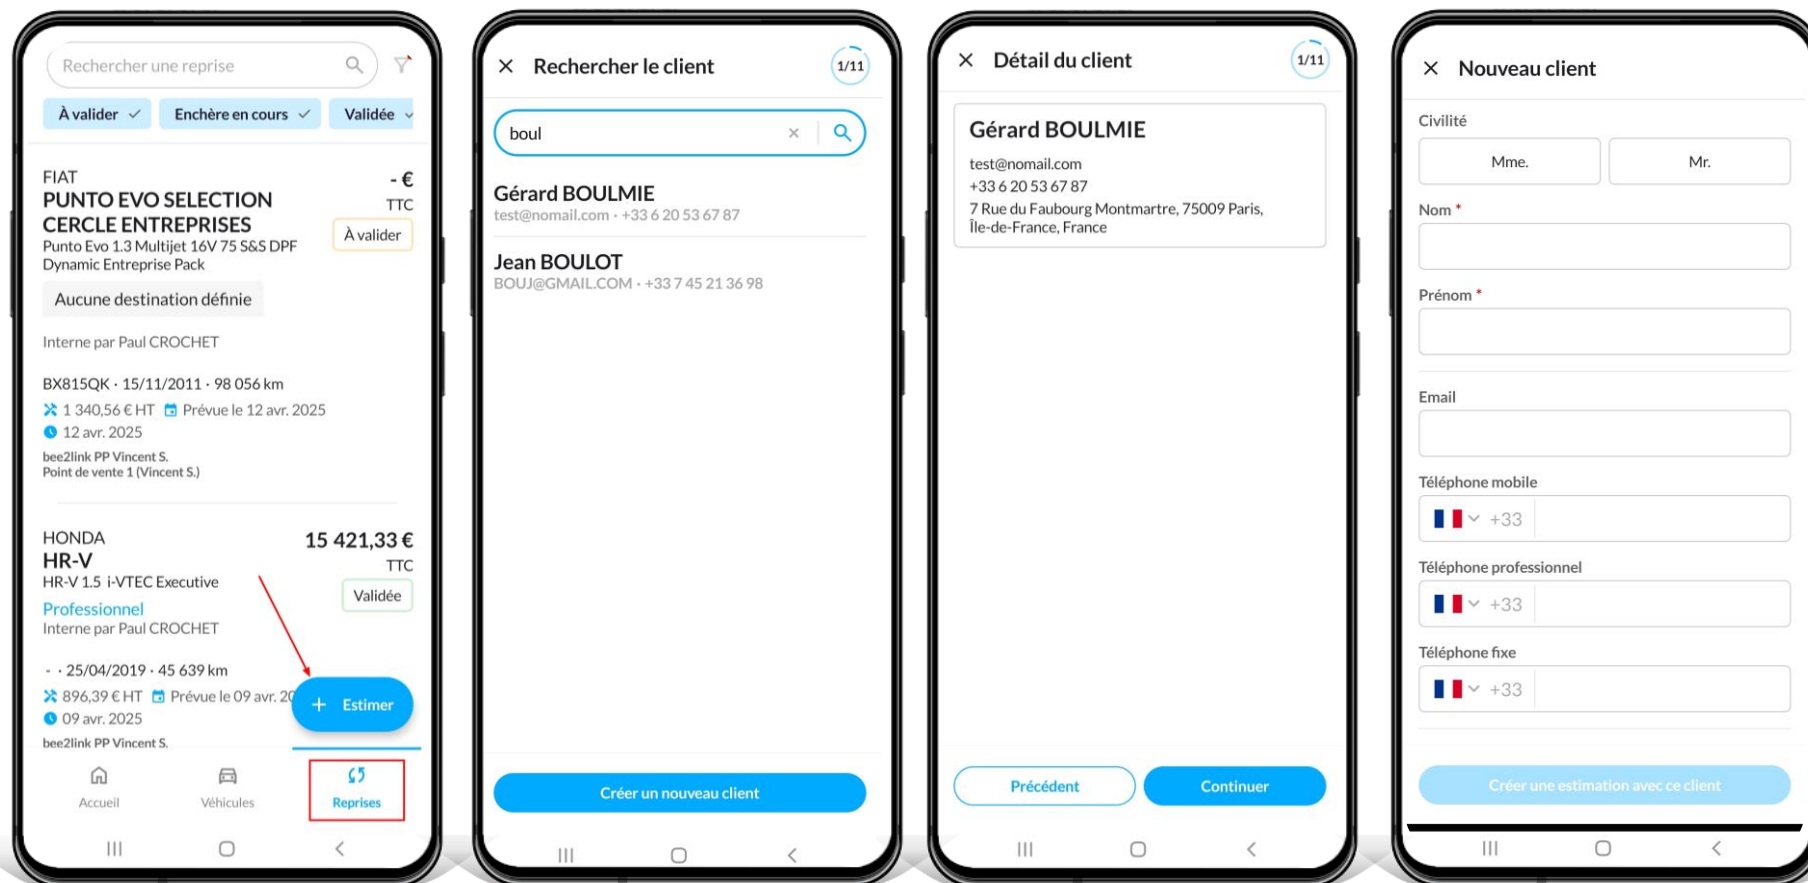 Rechercher une reprise
À valider
Enchère en cours
Validée
FIAT
- €
PUNTO EVO SELECTION
TTC
CERCLE ENTREPRISES
À valider
Punto Evo 1.3 Multijet 16V 75 S&S DPF
Dynamic Entreprise Pack
Aucune destination définie
Interne par Paul CROCHET
BX815QK · 15/11/2011 · 98 056 km
1 340,56 € HT Prévue le 12 avr. 2025
12 avr. 2025
bee2link PP Vincent S.
Point de vente 1 (Vincent S.)
HONDA
15 421,33 €
HR-V
TTC
HR-V 1.5 i-VTEC Executive
Validée
Professionnel
Interne par Paul CROCHET
- · 25/04/2019 · 45 639 km
896,39 € HT Prévue le 09 avr. 20
+ Estimer
09 avr. 2025
bee2link PP Vincent S.
Accueil
Véhicules
Reprises
Rechercher le client
1/11
boul
Gérard BOULMIE
test@nomail.com · +33 6 20 53 67 87
Jean BOULOT
BOUJ@GMAIL.COM · +33 7 45 21 36 98
Créer un nouveau client
Détail du client
1/11
Gérard BOULMIE
test@nomail.com
+33 6 20 53 67 87
7 Rue du Faubourg Montmartre, 75009 Paris,
Île-de-France, France
Précédent
Continuer
Nouveau client
Civilité
Mme.
Mr.
Nom *
Prénom *
Email
Téléphone mobile
+33
Téléphone professionnel
+33
Téléphone fixe
+33
Créer une estimation avec ce client